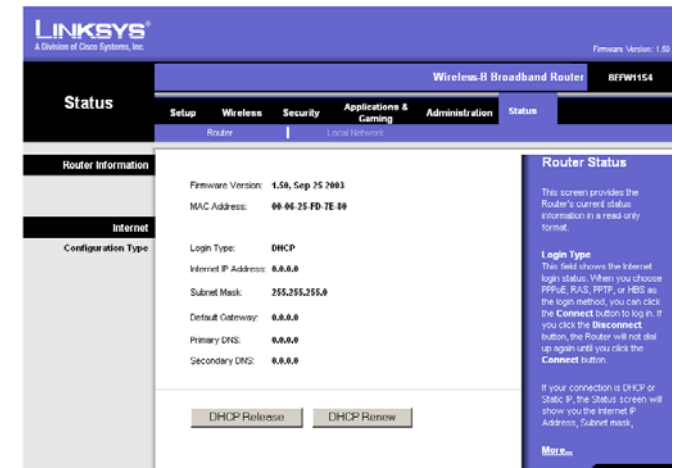 LINKSYS®
A Division of Cisco Systems, Inc.
Firmware Version: 1.50
Wireless-B Broadband Router BEFW11S4
Status
Setup Wireless Security Applications & Gaming Administration Status
Router Local Network
Router Information
Firmware Version: 1.50, Sep 25 2003
MAC Address: 00-06-25-FD-7E-80
Internet
Configuration Type
Login Type: DHCP
Internet IP Address: 0.0.0.0
Subnet Mask: 255.255.255.0
Default Gateway: 0.0.0.0
Primary DNS: 0.0.0.0
Secondary DNS: 0.0.0.0
DHCP Release DHCP Renew
Router Status
This screen provides the
Router's current status
information in a read-only
format.
Login Type
This field shows the Internet
login status. When you choose
PPPoE, RAS, PPTP, or HBS as
the login method, you can click
the Connect button to log in. If
you click the Disconnect
button, the Router will not dial
up again until you click the
Connect button.
If your connection is DHCP or
Static IP, the Status screen will
show you the Internet IP
Address, Subnet mask,
More...